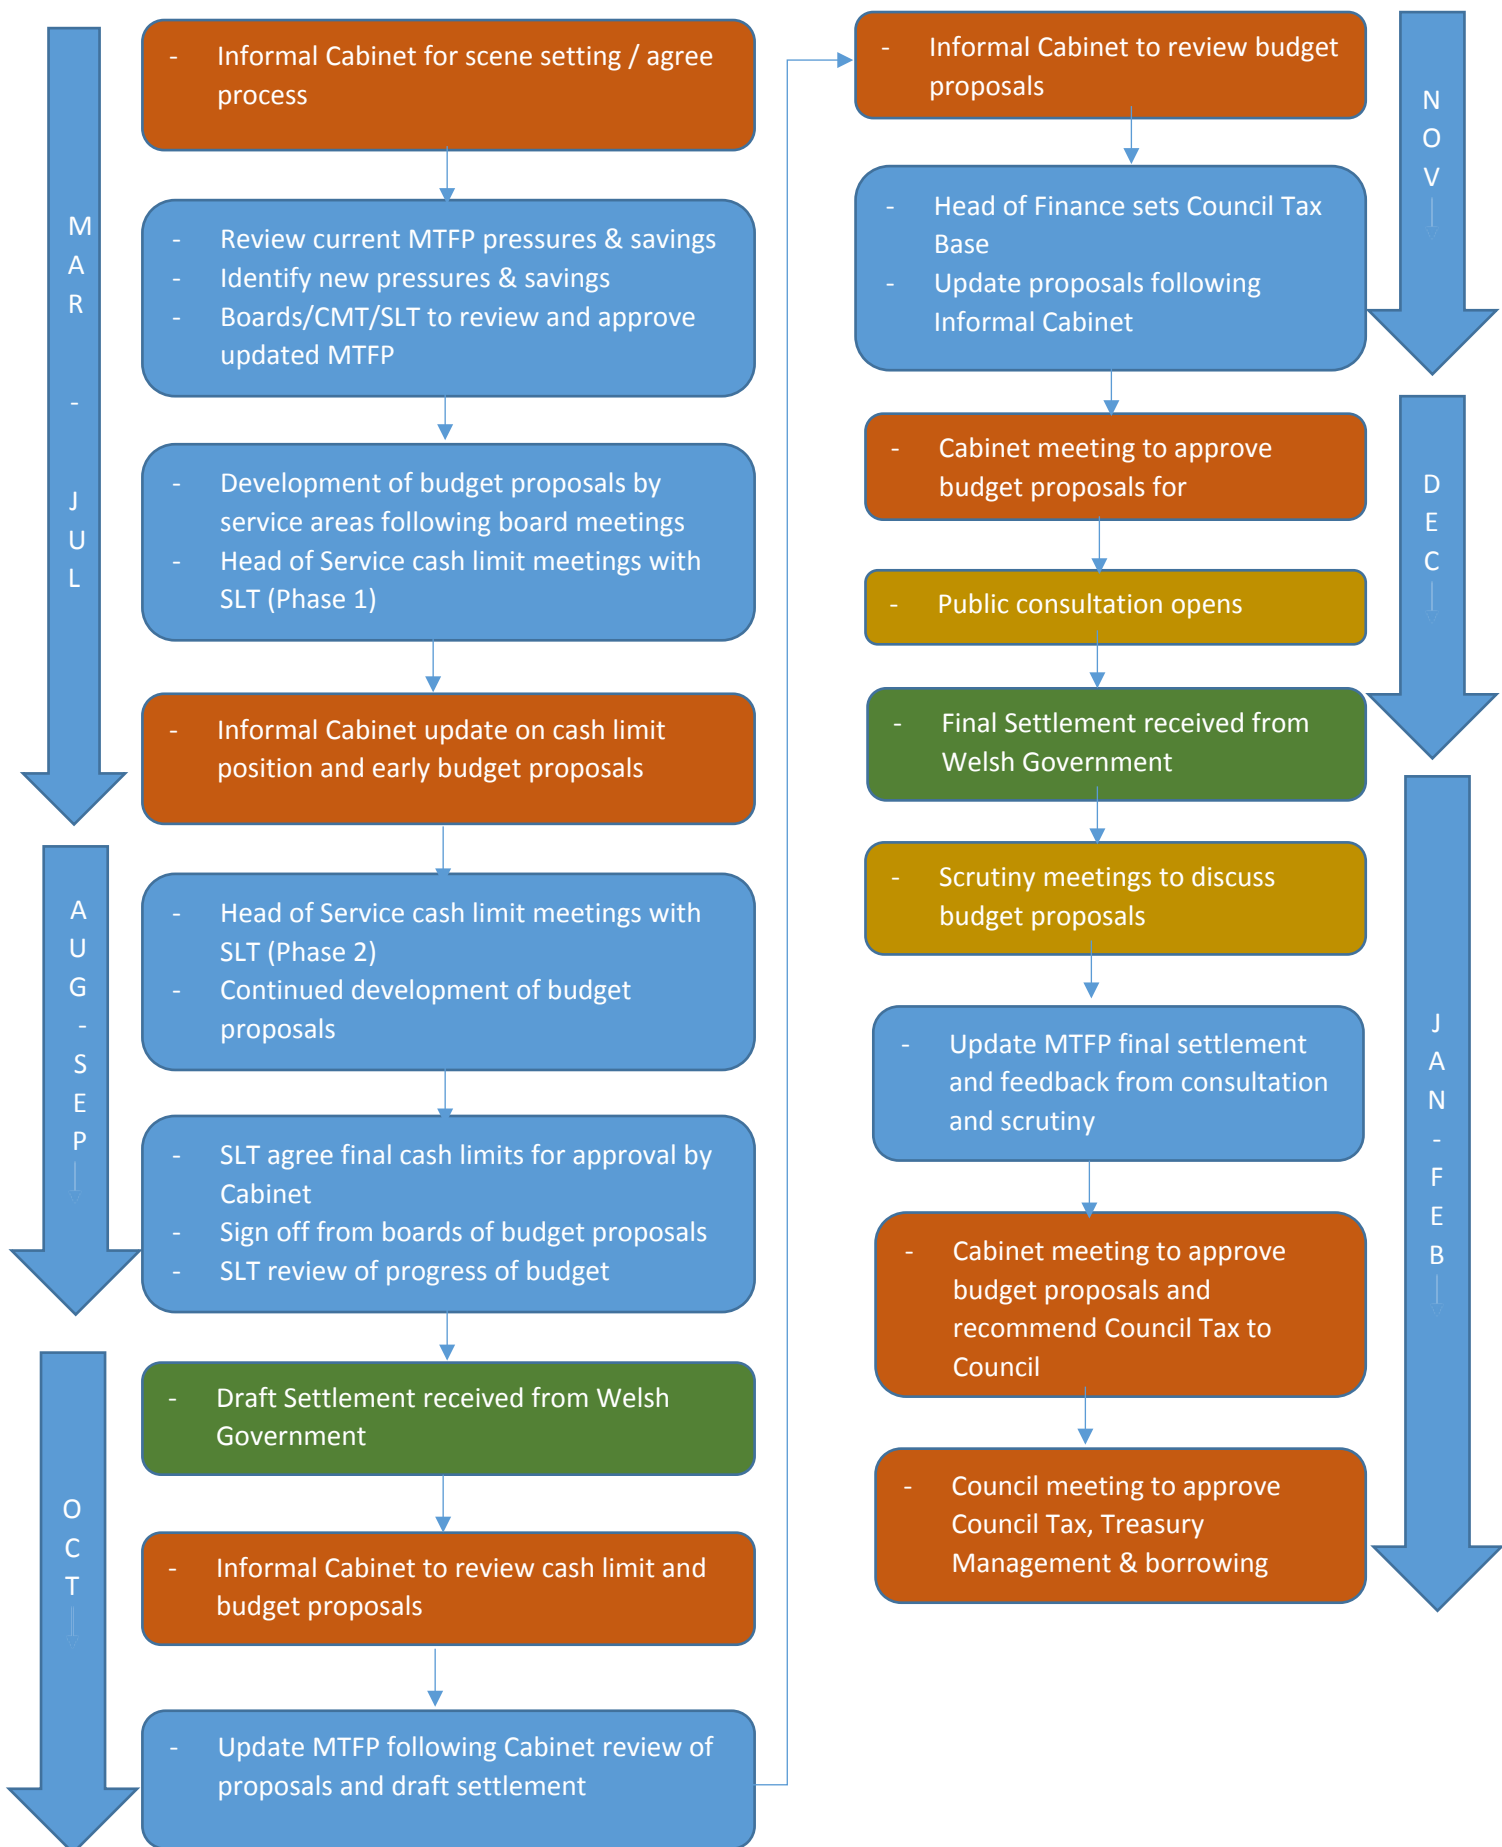 MAR - JUL
- Informal Cabinet for scene setting / agree
process
- Review current MTFP pressures & savings
- Identify new pressures & savings
- Boards/CMT/SLT to review and approve
updated MTFP
- Development of budget proposals by
service areas following board meetings
- Head of Service cash limit meetings with
SLT (Phase 1)
- Informal Cabinet update on cash limit
position and early budget proposals
AUG-SEP
- Head of Service cash limit meetings with
SLT (Phase 2)
- Continued development of budget
proposals
- SLT agree final cash limits for approval by
Cabinet
- Sign off from boards of budget proposals
- SLT review of progress of budget
OCT
- Draft Settlement received from Welsh
Government
- Informal Cabinet to review cash limit and
budget proposals
- Update MTFP following Cabinet review of
proposals and draft settlement
NOV
- Informal Cabinet to review budget
proposals
- Head of Finance sets Council Tax
Base
- Update proposals following
Informal Cabinet
DEC
- Cabinet meeting to approve
budget proposals for
- Public consultation opens
- Final Settlement received from
Welsh Government
JAN-FEB
- Scrutiny meetings to discuss
budget proposals
- Update MTFP final settlement
and feedback from consultation
and scrutiny
- Cabinet meeting to approve
budget proposals and
recommend Council Tax to
Council
- Council meeting to approve
Council Tax, Treasury
Management & borrowing